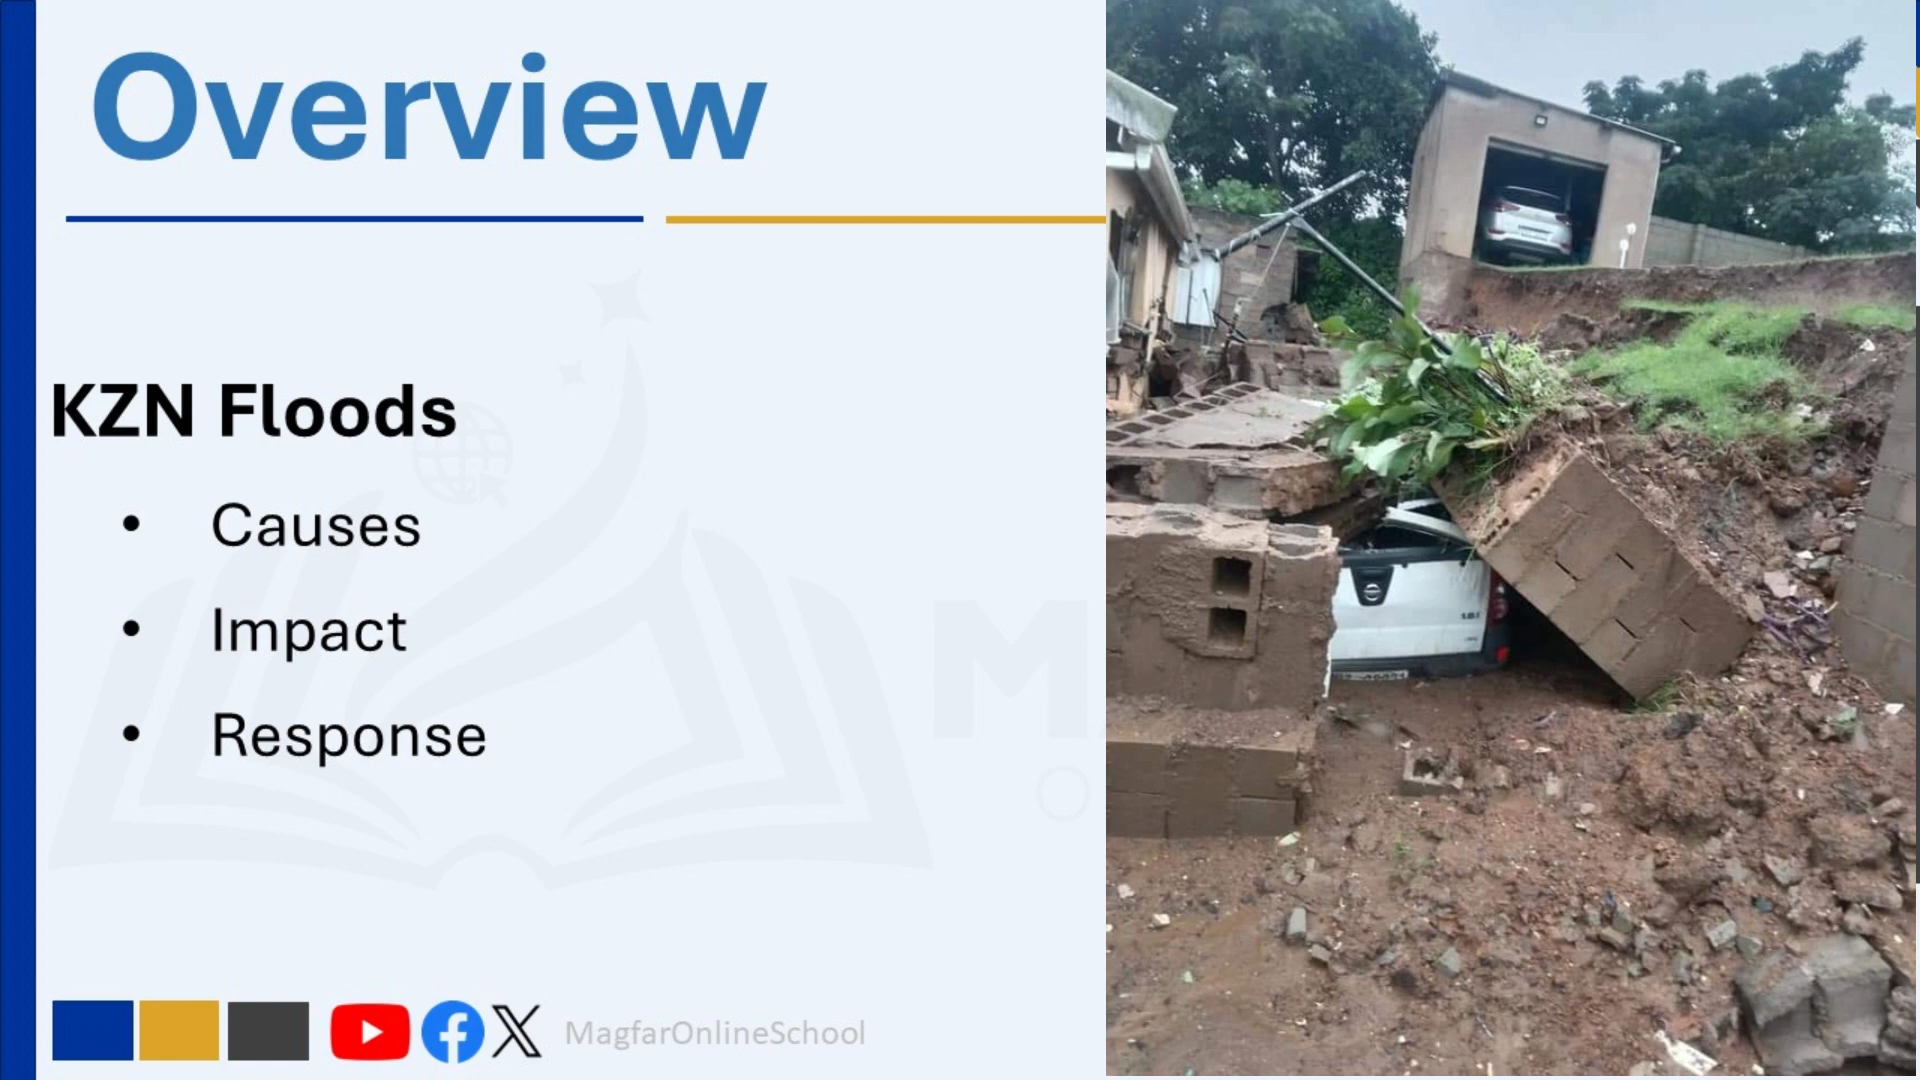 Overview
KZN Floods
• Causes
• Impact
• Response
MagfarOnlineSchool